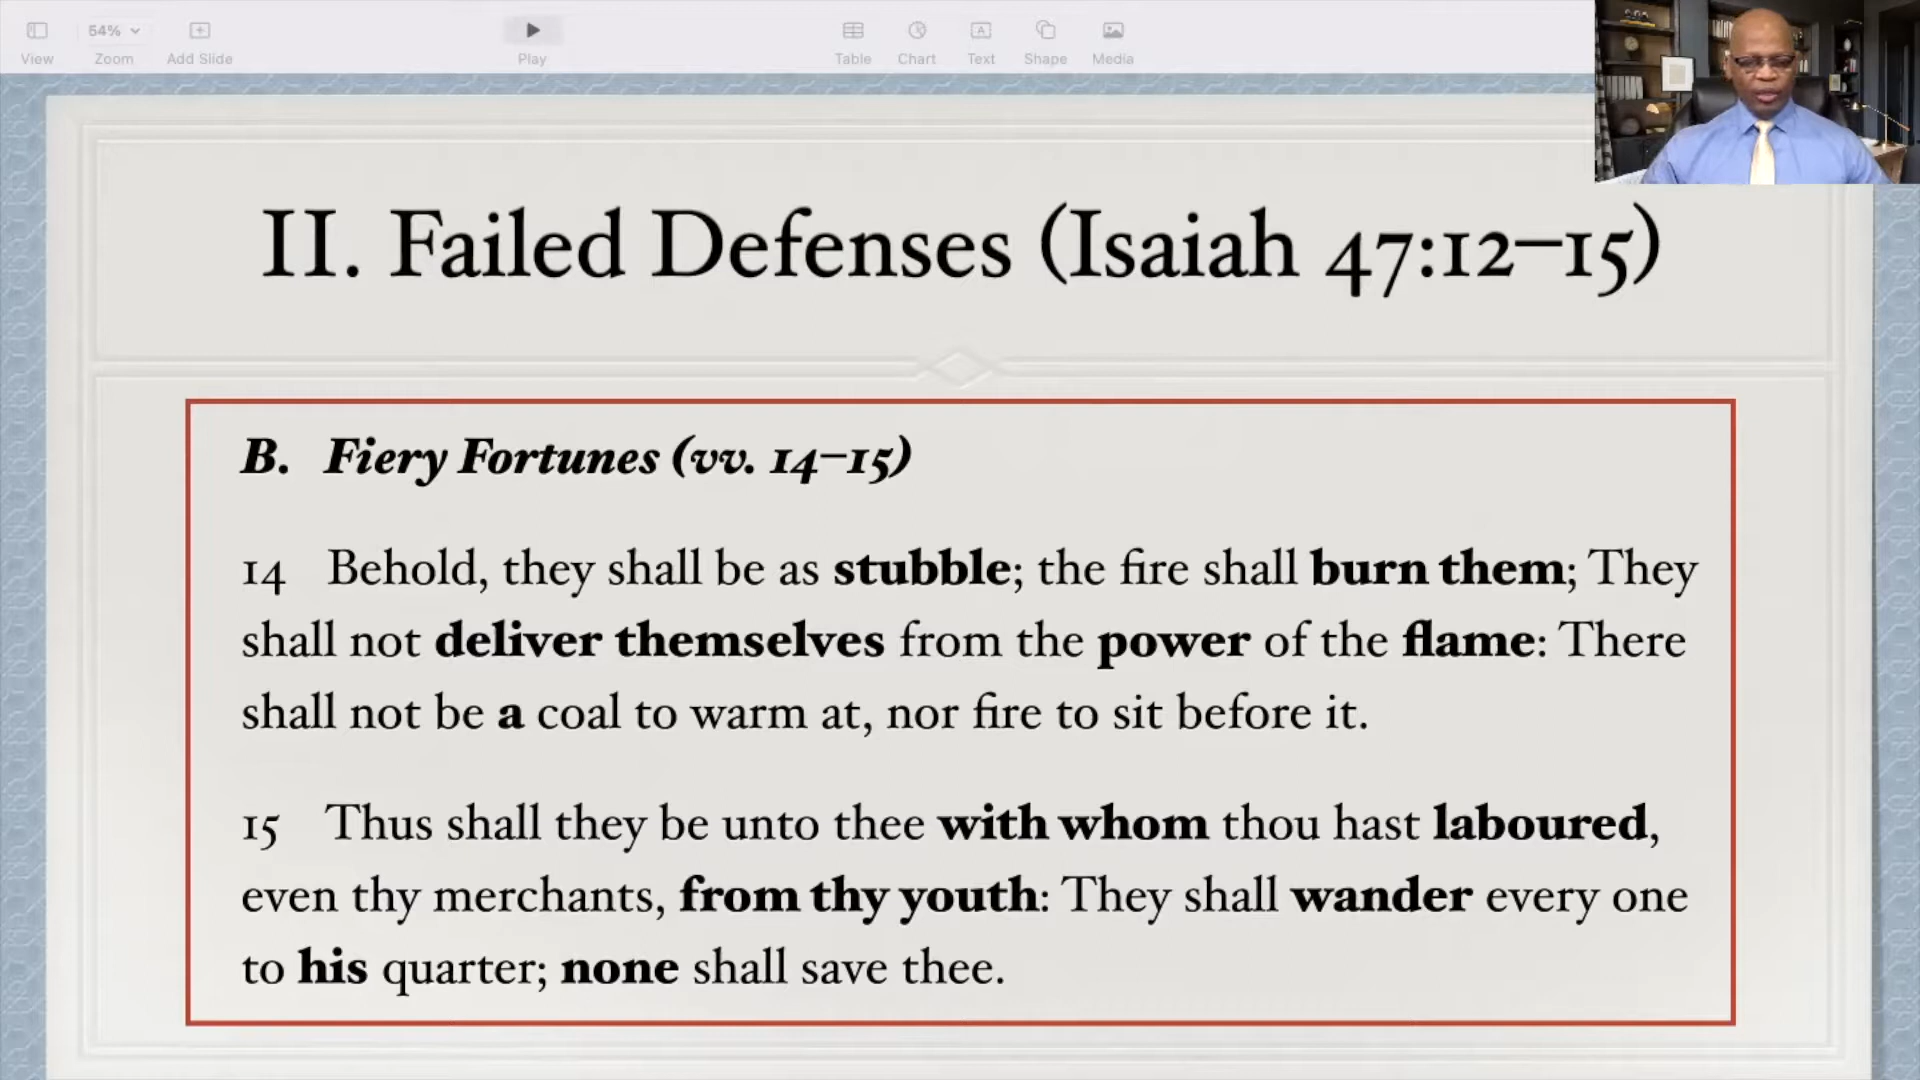 54%
View
Zoom
Add Slide
Play
Table
Chart
Text
Shape
Media
II. Failed Defenses (Isaiah 47:12–15)
B. Fiery Fortunes (vv. 14–15)
14 Behold, they shall be as stubble; the fire shall burn them; They
shall not deliver themselves from the power of the flame: There
shall not be a coal to warm at, nor fire to sit before it.
15 Thus shall they be unto thee with whom thou hast laboured,
even thy merchants, from thy youth: They shall wander every one
to his quarter; none shall save thee.